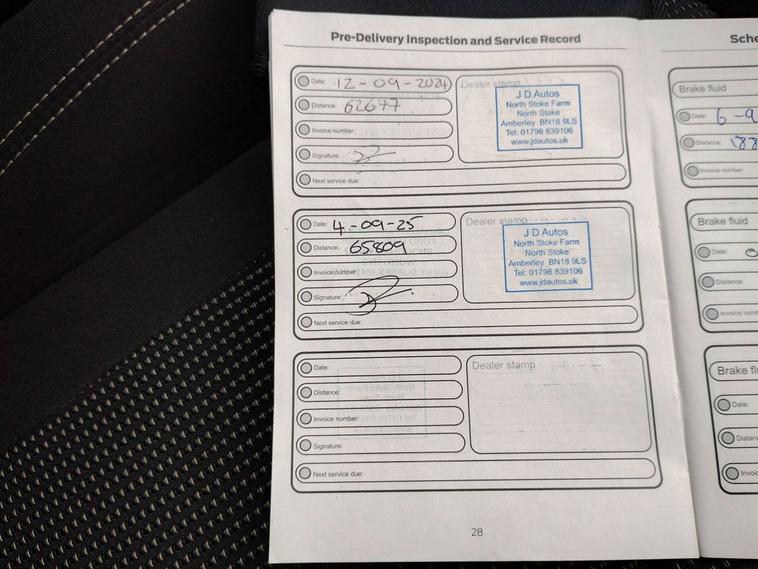 Pre-Delivery Inspection and Service Record
Date: 12-09-2024
Distance: 62677
Invoice number:
Signature:
Next service due:
Dealer stamp
J D Autos
North Stoke Farm
North Stoke
Amberley BN18 9LS
Tel: 01798 839106
www.jdautos.uk
Date: 4-09-25
Distance: 65809
Invoice number:
Signature:
Next service due:
Dealer stamp
J D Autos
North Stoke Farm
North Stoke
Amberley BN18 9LS
Tel: 01798 839106
www.jdautos.uk
Date:
Distance:
Invoice number:
Signature:
Next service due:
Dealer stamp
28
Brake fluid
Date: 6-9
Distance:
Invoice number:
Brake fluid
Date:
Distance:
Brake
Date: